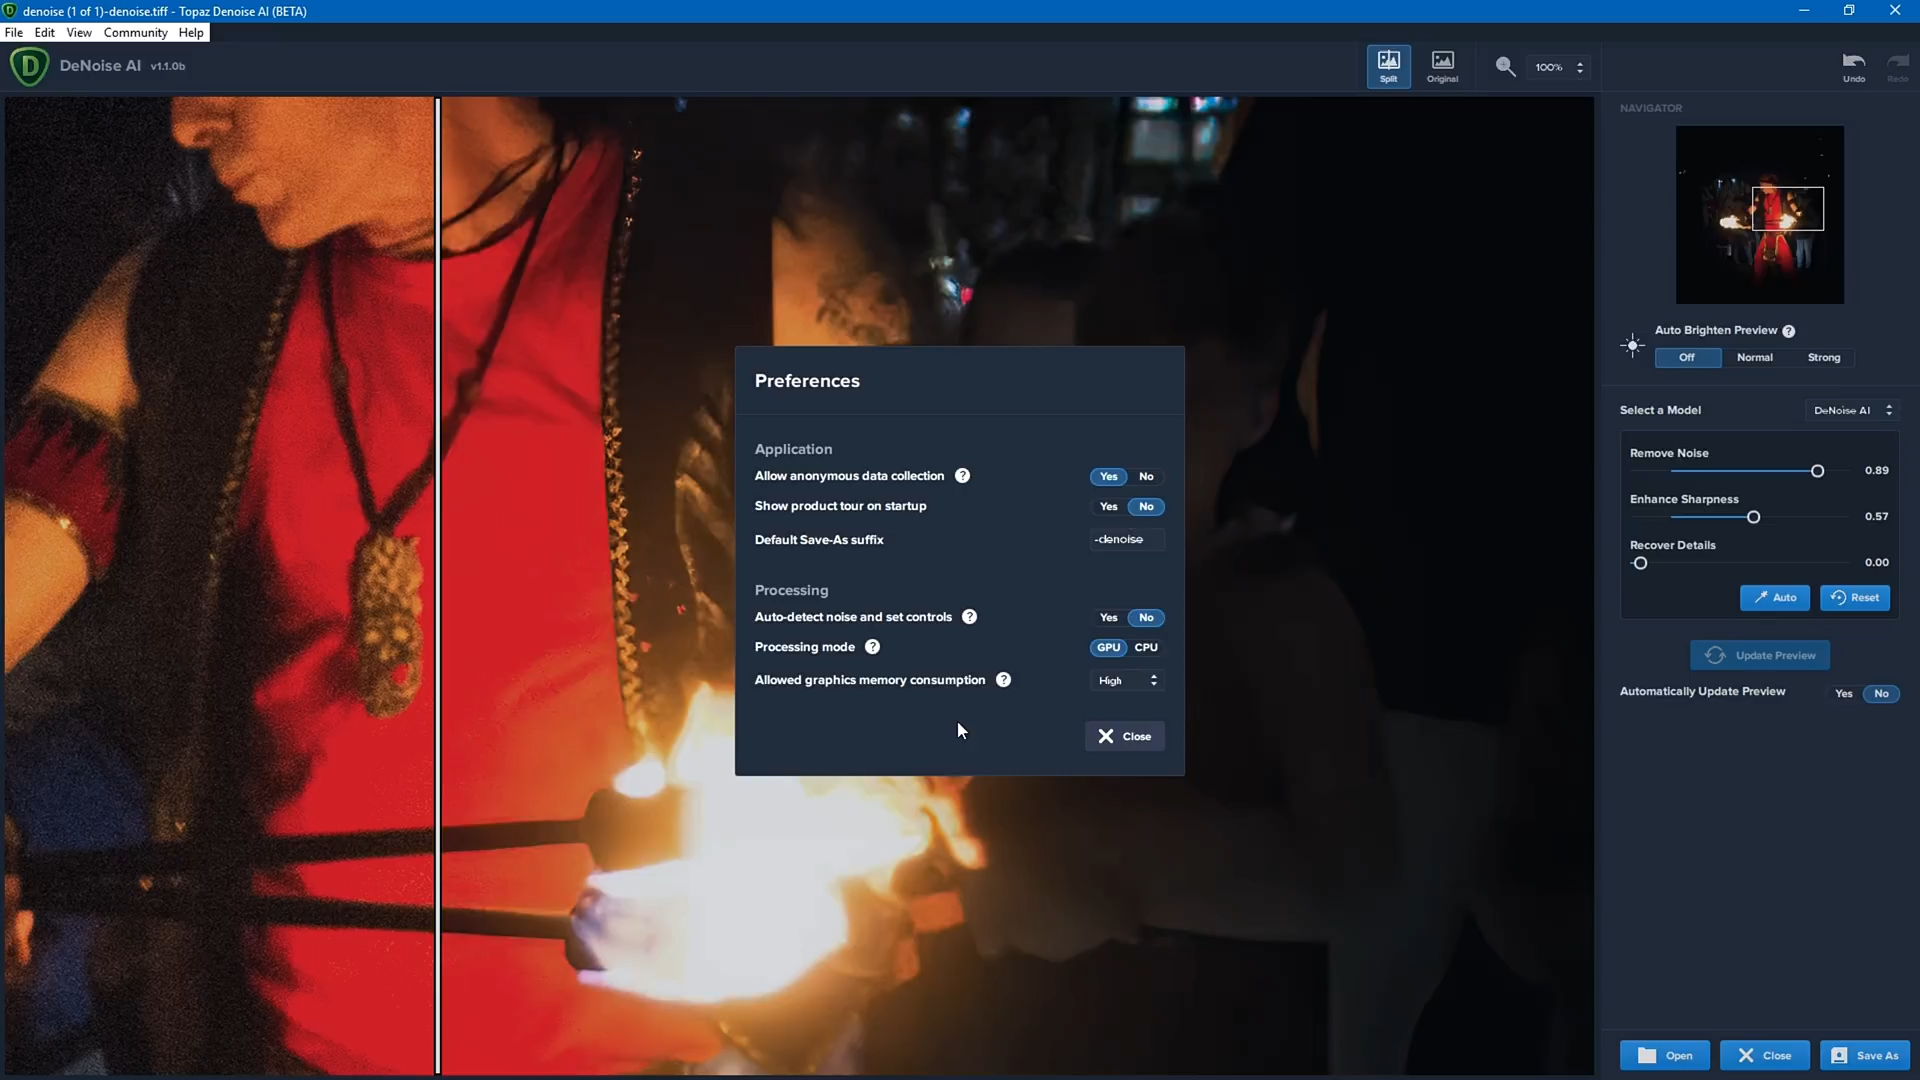 denoise (1 of 1)-denoise.tiff - Topaz Denoise AI (BETA)
File Edit View Community Help
DeNoise AI v1.1.0b
Split
Original
100%
Undo
Redo
NAVIGATOR
Auto Brighten Preview ?
Off Normal Strong
Select a Model DeNoise AI
Remove Noise
0.89
Enhance Sharpness
0.57
Recover Details
0.00
Auto Reset
Update Preview
Automatically Update Preview Yes No
Preferences
Application
Allow anonymous data collection ? Yes No
Show product tour on startup Yes No
Default Save-As suffix -denoise
Processing
Auto-detect noise and set controls ? Yes No
Processing mode ? GPU CPU
Allowed graphics memory consumption ? High
Close
Open Close Save As